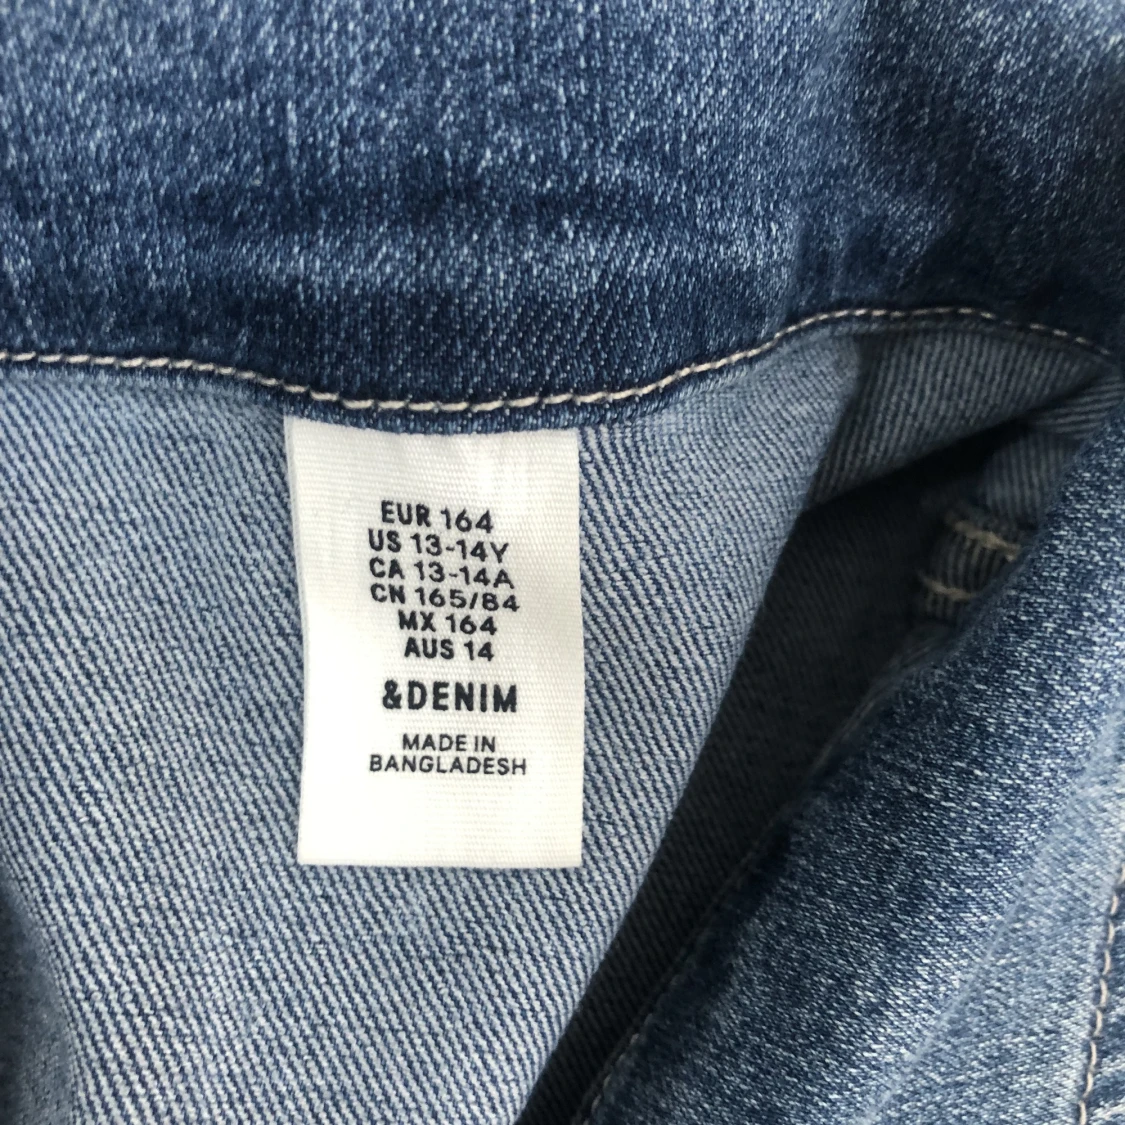 EUR 164
US 13-14Y
CA 13-14A
CN 165/84
MX 164
AUS 14
&DENIM
MADE IN
BANGLADESH